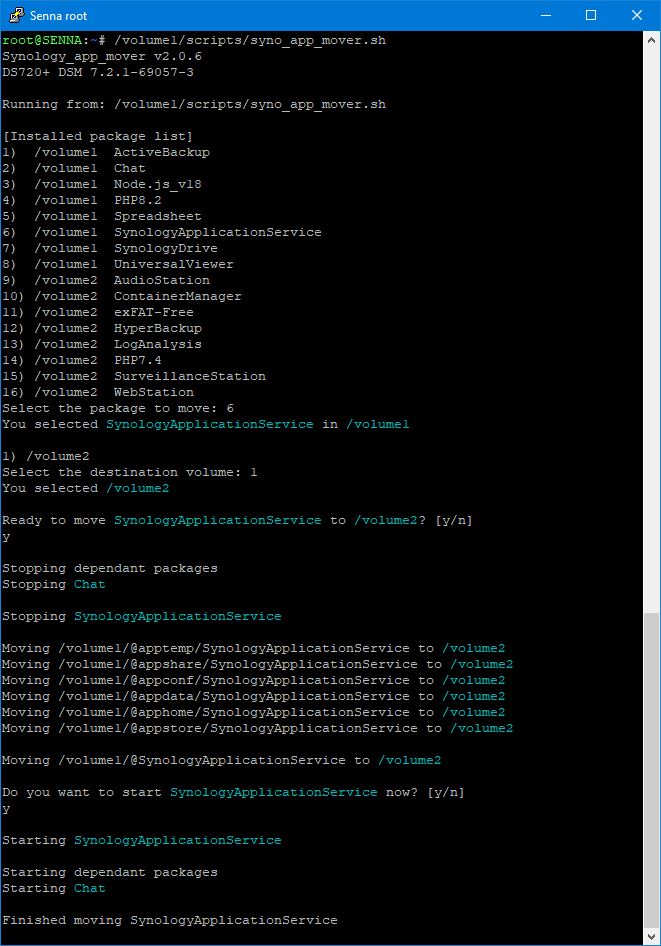 Senna root
root@SENNA:~# /volume1/scripts/syno_app_mover.sh
Synology_app_mover v2.0.6
DS720+ DSM 7.2.1-69057-3
Running from: /volume1/scripts/syno_app_mover.sh
[Installed package list]
1)  /volume1  ActiveBackup
2)  /volume1  Chat
3)  /volume1  Node.js_v18
4)  /volume1  PHP8.2
5)  /volume1  Spreadsheet
6)  /volume1  SynologyApplicationService
7)  /volume1  SynologyDrive
8)  /volume1  UniversalViewer
9)  /volume2  AudioStation
10) /volume2  ContainerManager
11) /volume2  exFAT-Free
12) /volume2  HyperBackup
13) /volume2  LogAnalysis
14) /volume2  PHP7.4
15) /volume2  SurveillanceStation
16) /volume2  WebStation
Select the package to move: 6
You selected SynologyApplicationService in /volume1
1) /volume2
Select the destination volume: 1
You selected /volume2
Ready to move SynologyApplicationService to /volume2? [y/n]
y
Stopping dependant packages
Stopping Chat
Stopping SynologyApplicationService
Moving /volume1/@apptemp/SynologyApplicationService to /volume2
Moving /volume1/@appshare/SynologyApplicationService to /volume2
Moving /volume1/@appconf/SynologyApplicationService to /volume2
Moving /volume1/@appdata/SynologyApplicationService to /volume2
Moving /volume1/@apphome/SynologyApplicationService to /volume2
Moving /volume1/@appstore/SynologyApplicationService to /volume2
Moving /volume1/@SynologyApplicationService to /volume2
Do you want to start SynologyApplicationService now? [y/n]
y
Starting SynologyApplicationService
Starting dependant packages
Starting Chat
Finished moving SynologyApplicationService